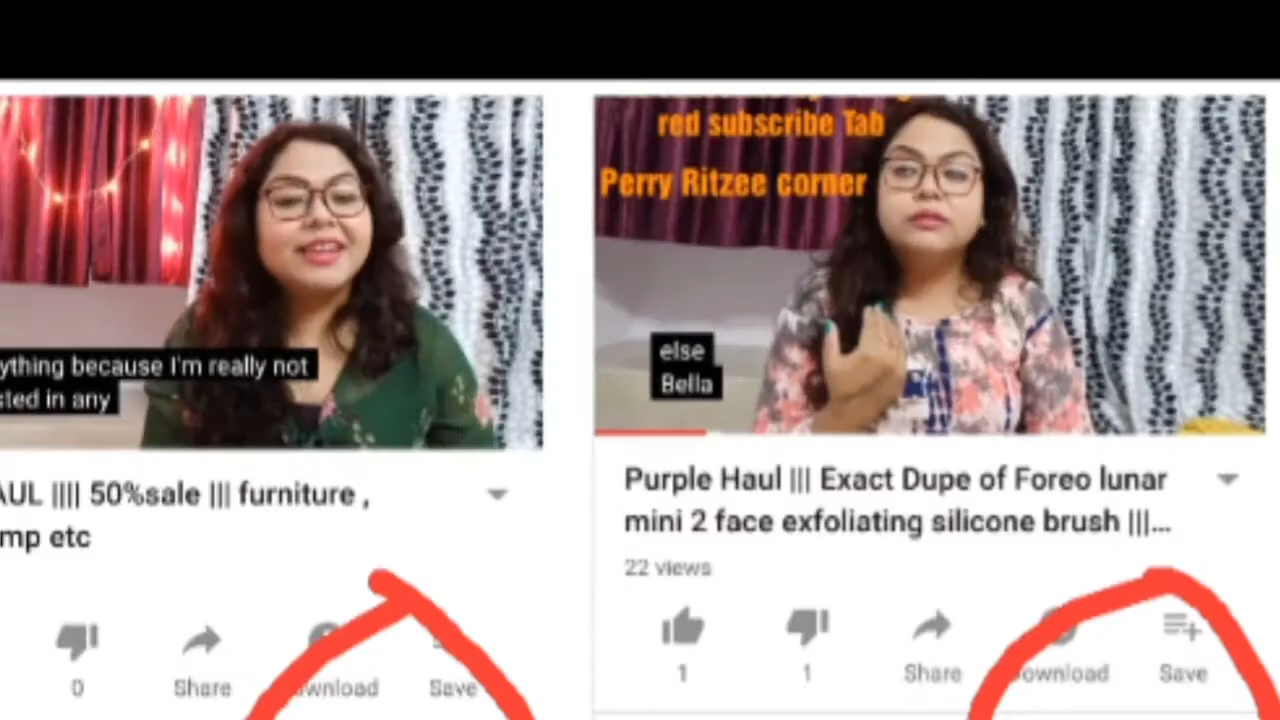 ything because I'm really not
sted in any
AUL |||| 50%sale ||| furniture ,
mp etc
0
Share
wnload
Save
red subscribe Tab
Perry Ritzee corner
else
Bella
Purple Haul ||| Exact Dupe of Foreo lunar
mini 2 face exfoliating silicone brush |||...
22 views
1
1
Share
ownload
Save